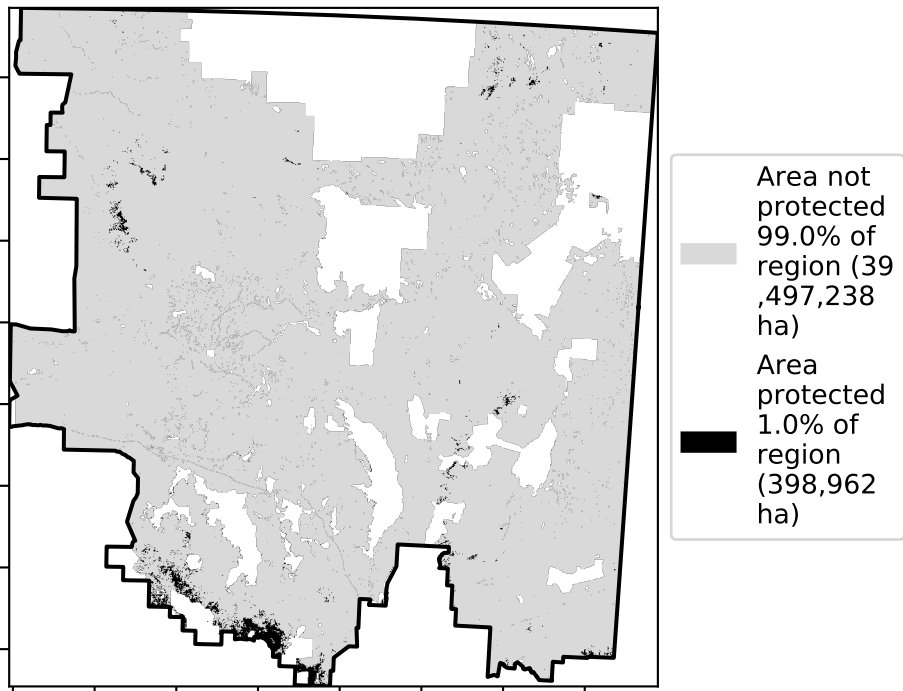 Area not
protected
99.0% of
region (39
,497,238
ha)
Area
protected
1.0% of
region
(398,962
ha)